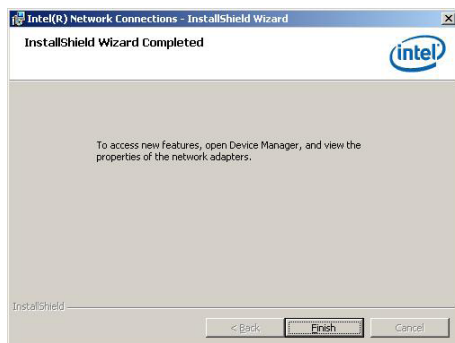 Intel(R) Network Connections - InstallShield Wizard
InstallShield Wizard Completed
intel
To access new features, open Device Manager, and view the
properties of the network adapters.
InstallShield
< Back
Finish
Cancel